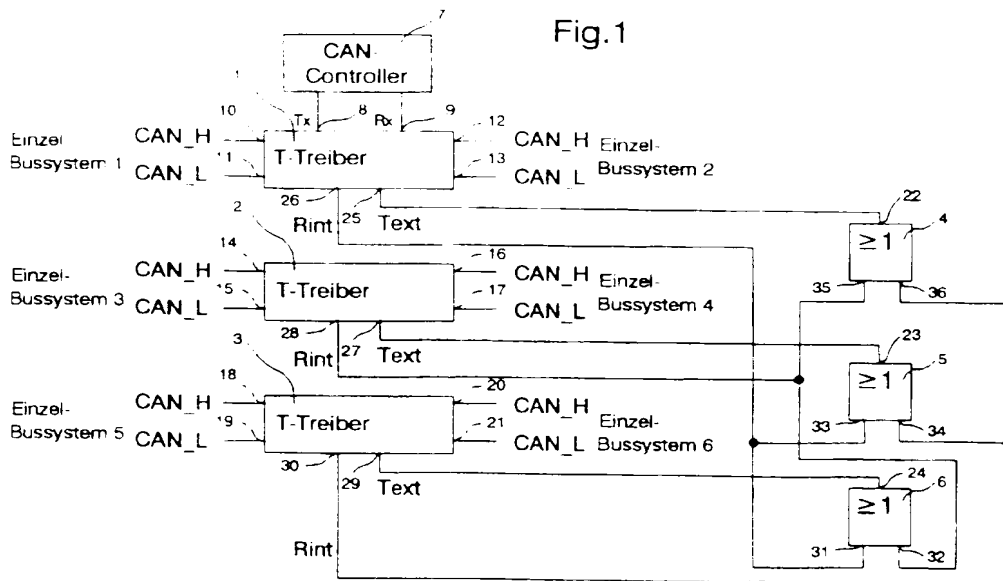 Fig.1
7
CAN-
Controller
1
Tx
8
Rx
9
10
12
Einzel
Bussystem 1
CAN_H
11
CAN_L
T-Treiber
13
CAN_H
CAN_L
Einzel-
Bussystem 2
26
25
Rint
Text
22
4
≥1
35
36
2
14
16
Einzel-
Bussystem 3
CAN_H
15
CAN_L
T-Treiber
17
CAN_H
CAN_L
Einzel-
Bussystem 4
28
27
Rint
Text
23
5
≥1
33
34
3
18
20
Einzel-
Bussystem 5
CAN_H
19
CAN_L
T-Treiber
21
CAN_H
CAN_L
Einzel-
Bussystem 6
30
29
Text
Rint
24
6
≥1
31
32